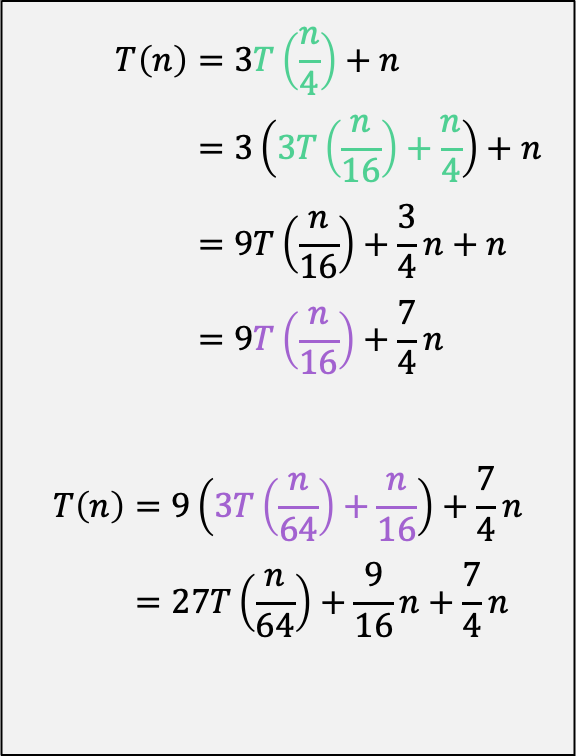 T(n) = 3T(n/4) + n
= 3(3T(n/16) + n/4) + n
= 9T(n/16) + 3/4 n + n
= 9T(n/16) + 7/4 n
T(n) = 9(3T(n/64) + n/16) + 7/4 n
= 27T(n/64) + 9/16 n + 7/4 n